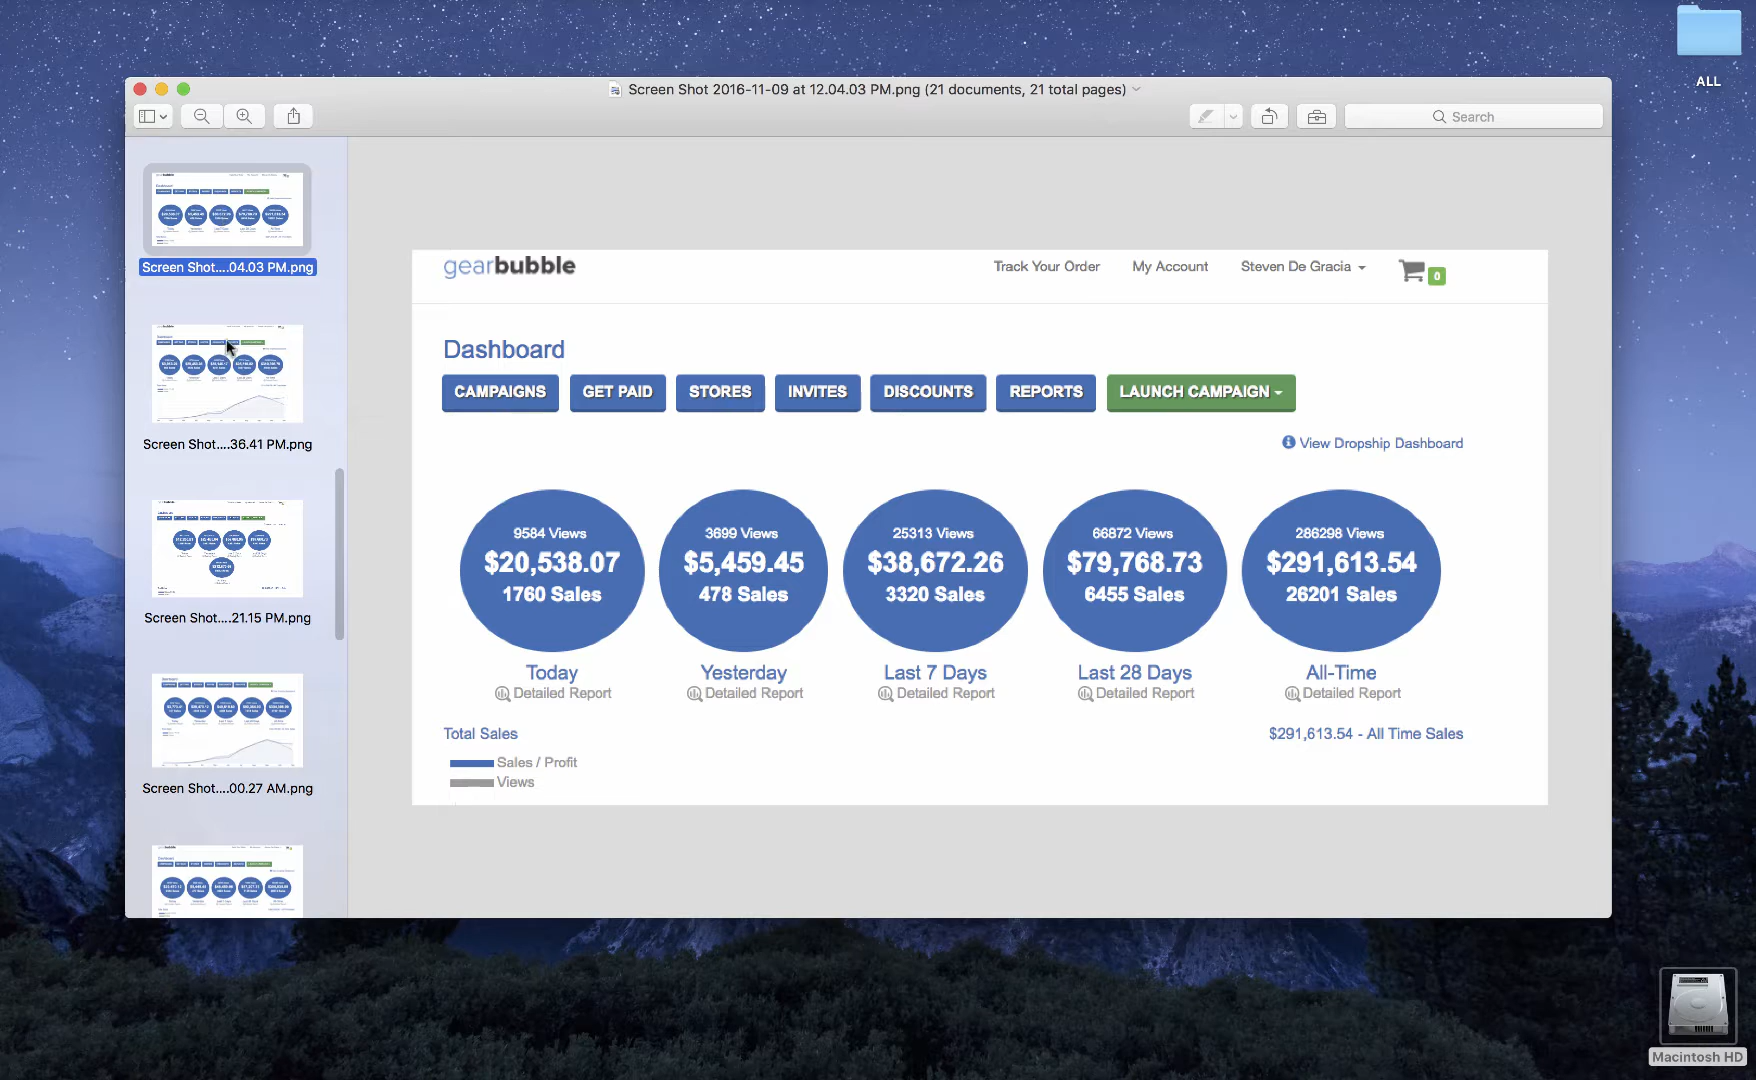 ALL
Screen Shot 2016-11-09 at 12.04.03 PM.png (21 documents, 21 total pages)
Search
Screen Shot....04.03 PM.png
Screen Shot....36.41 PM.png
Screen Shot....21.15 PM.png
Screen Shot....00.27 AM.png
gearbubble
Track Your Order My Account Steven De Gracia 0
Dashboard
CAMPAIGNS GET PAID STORES INVITES DISCOUNTS REPORTS LAUNCH CAMPAIGN
View Dropship Dashboard
9584 Views 3699 Views 25313 Views 66872 Views 286298 Views
$20,538.07 $5,459.45 $38,672.26 $79,768.73 $291,613.54
1760 Sales 478 Sales 3320 Sales 6455 Sales 26201 Sales
Today Yesterday Last 7 Days Last 28 Days All-Time
Detailed Report Detailed Report Detailed Report Detailed Report Detailed Report
Total Sales $291,613.54 - All Time Sales
Sales / Profit
Views
Macintosh HD